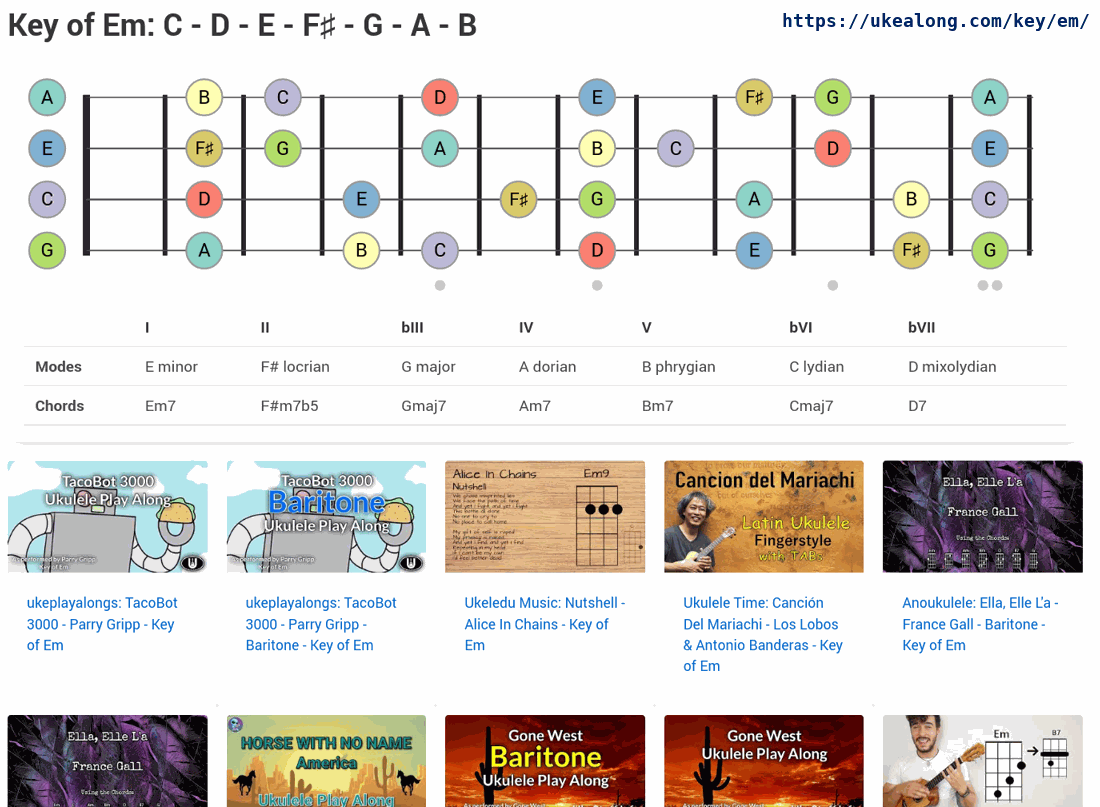 Key of Em: C - D - E - F♯ - G - A - B
https://ukealong.com/key/em/
A B C D E F♯ G A
E F♯ G A B C D E
C D E F♯ G A B C
G A B C D E F♯ G
I II bIII IV V bVI bVII
Modes E minor F# locrian G major A dorian B phrygian C lydian D mixolydian
Chords Em7 F#m7b5 Gmaj7 Am7 Bm7 Cmaj7 D7
TacoBot 3000
Ukulele Play Along
As performed by Parry Gripp
Key of Em
TacoBot 3000
Baritone
Ukulele Play Along
As performed by Parry Gripp
Key of Em
Alice In Chains
Nutshell
Em9
Cancion del Mariachi
Latin Ukulele
Fingerstyle
with TABS
Ella, Elle L'a
France Gall
Using the Chords:
ukeplayalongs: TacoBot
3000 - Parry Gripp - Key
of Em
ukeplayalongs: TacoBot
3000 - Parry Gripp -
Baritone - Key of Em
Ukeledu Music: Nutshell -
Alice In Chains - Key of
Em
Ukulele Time: Canción
Del Mariachi - Los Lobos
& Antonio Banderas - Key
of Em
Anoukulele: Ella, Elle L'a -
France Gall - Baritone -
Key of Em
Ella, Elle L'a
France Gall
Using the Chords
HORSE WITH NO NAME
America
Ukulele Play Along
Gone West
Baritone
Ukulele Play Along
As performed by Gone West
Gone West
Ukulele Play Along
As performed by Gone West
Em
B7